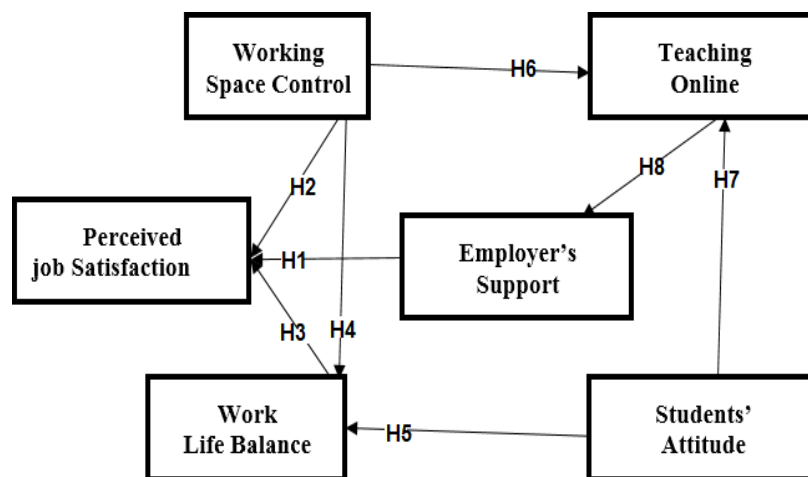 Working
Space Control
Teaching
Online
H6
H2
H8
H7
Perceived
job Satisfaction
H1
Employer's
Support
H3
H4
Work
Life Balance
H5
Students'
Attitude